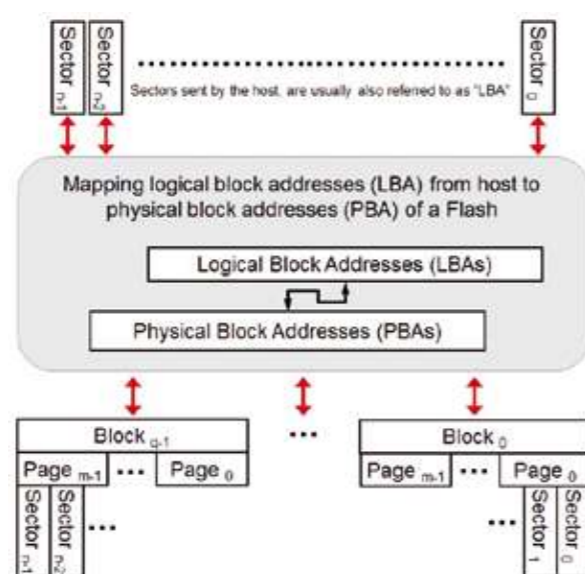 Sector n-1
Sector n-2
Sector 0
Sectors sent by the host, are usually also referred to as "LBA"
Mapping logical block addresses (LBA) from host to
physical block addresses (PBA) of a Flash
Logical Block Addresses (LBAs)
Physical Block Addresses (PBAs)
Block q-1
...
Block 0
Page m-1 ... Page 0
Page m-1 ... Page 0
Sector n-1
Sector n-2
...
...
Sector 1
Sector 0